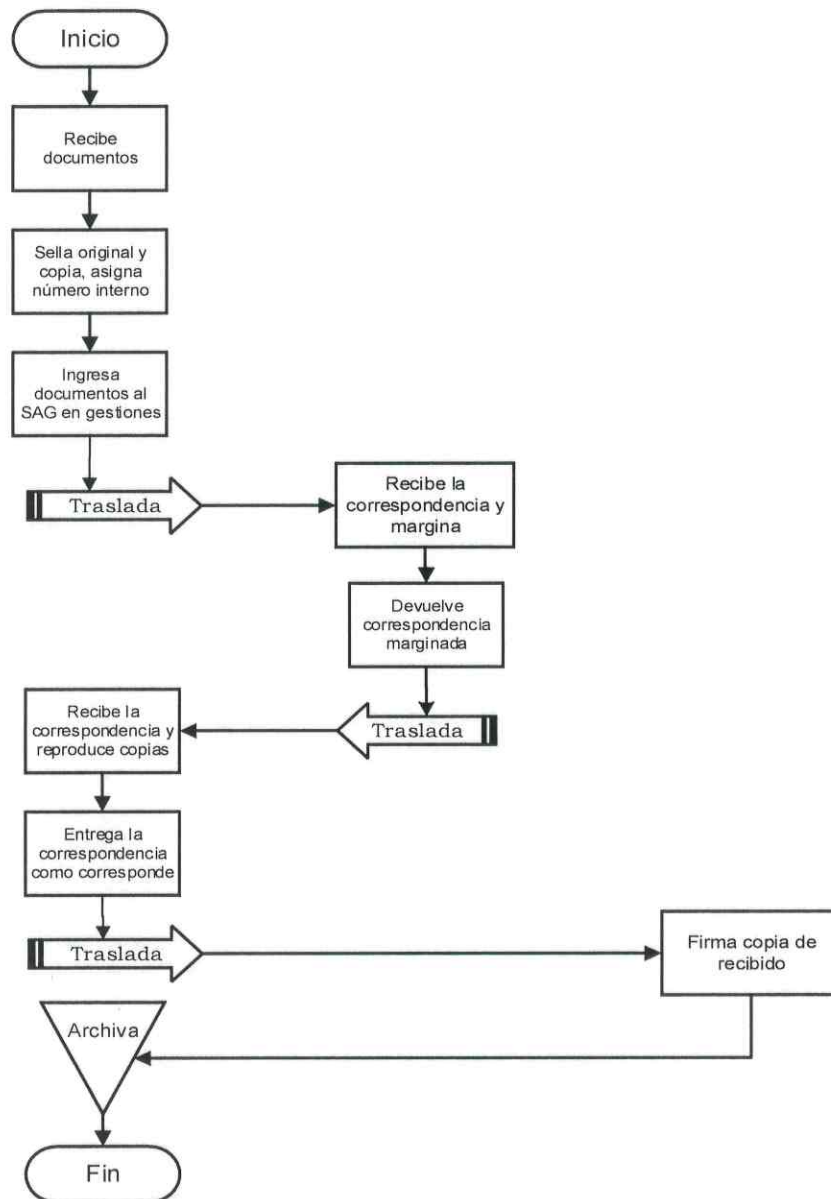 Inicio
Recibe
documentos
Sella original y
copia, asigna
número interno
Ingresa
documentos al
SAG en gestiones
Traslada
Recibe la
correspondencia y
margina
Devuelve
correspondencia
marginada
Traslada
Recibe la
correspondencia y
reproduce copias
Entrega la
correspondencia
como corresponde
Traslada
Firma copia de
recibido
Archiva
Fin